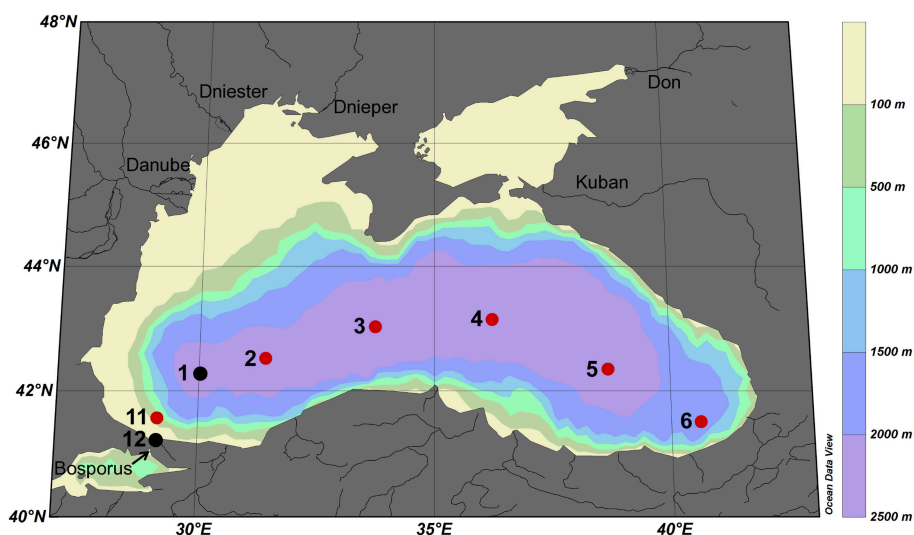 48°N
Dniester
Dnieper
Don
100 m
46°N
Danube
Kuban
500 m
44°N
1000 m
4
3
1500 m
2
1
5
42°N
11
6
2000 m
12
Bosporus
Ocean Data View
40°N
2500 m
30°E
35°E
40°E